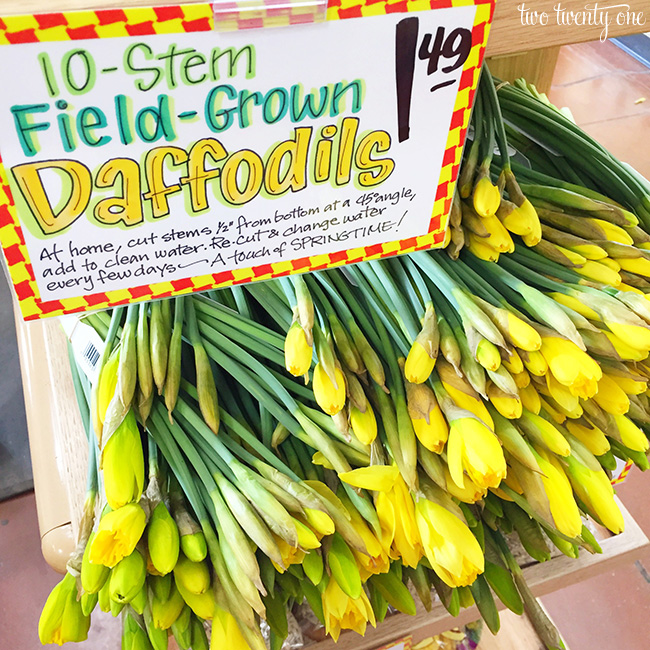 two twenty one
10-Stem
1 49
Field-Grown
Daffodils
At home, cut stems ½" from bottom at a 45° angle,
add to clean water. Re-cut & change water
every few days — A touch of SPRINGTIME!